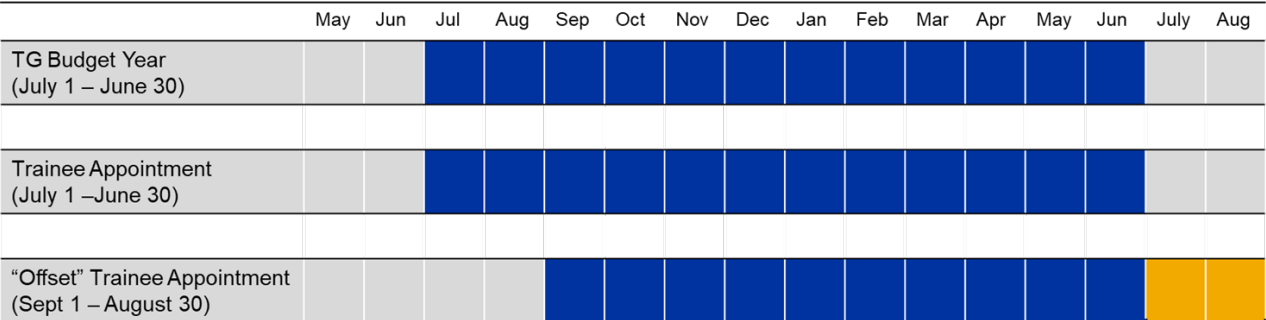 May Jun Jul Aug Sep Oct Nov Dec Jan Feb Mar Apr May Jun July Aug
TG Budget Year
(July 1 – June 30)
Trainee Appointment
(July 1 –June 30)
“Offset” Trainee Appointment
(Sept 1 – August 30)